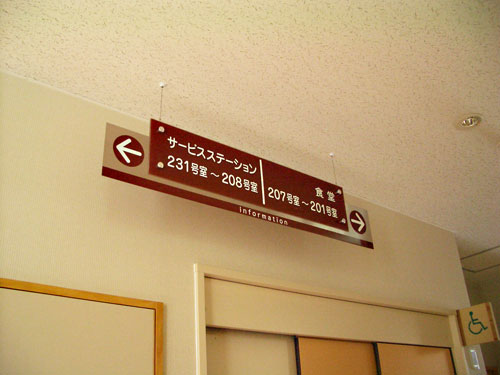 サービスステーション
231号室～208号室
食堂
207号室～201号室
information